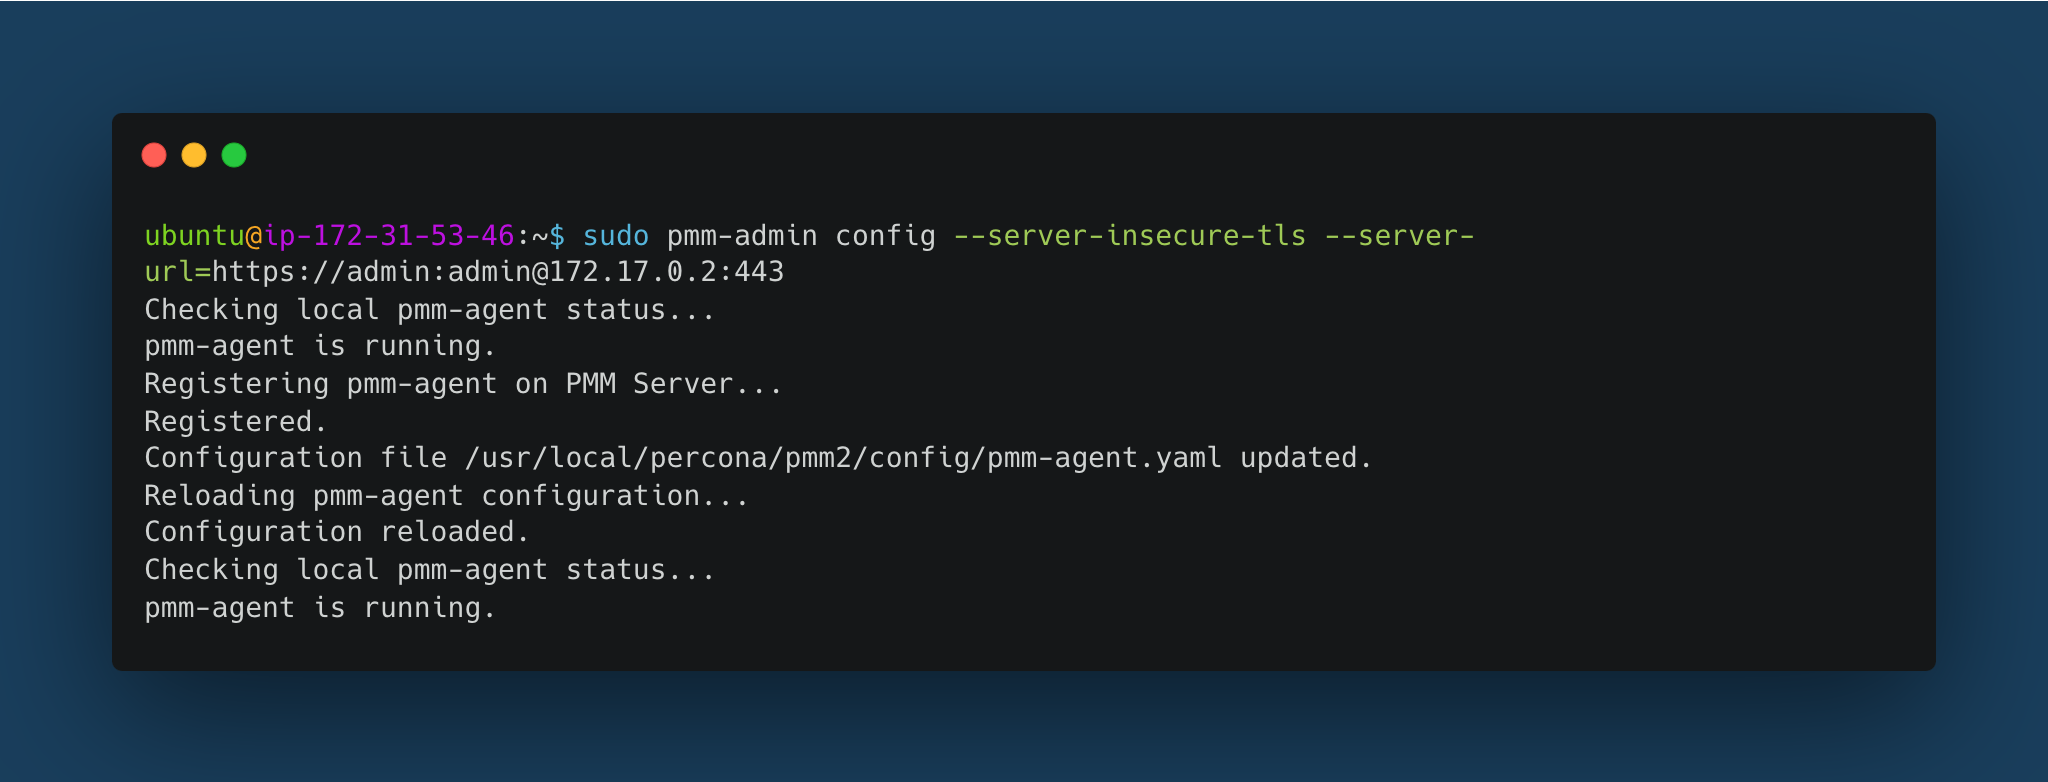 ubuntu@ip-172-31-53-46:~$ sudo pmm-admin config --server-insecure-tls --server-
url=https://admin:admin@172.17.0.2:443
Checking local pmm-agent status...
pmm-agent is running.
Registering pmm-agent on PMM Server...
Registered.
Configuration file /usr/local/percona/pmm2/config/pmm-agent.yaml updated.
Reloading pmm-agent configuration...
Configuration reloaded.
Checking local pmm-agent status...
pmm-agent is running.